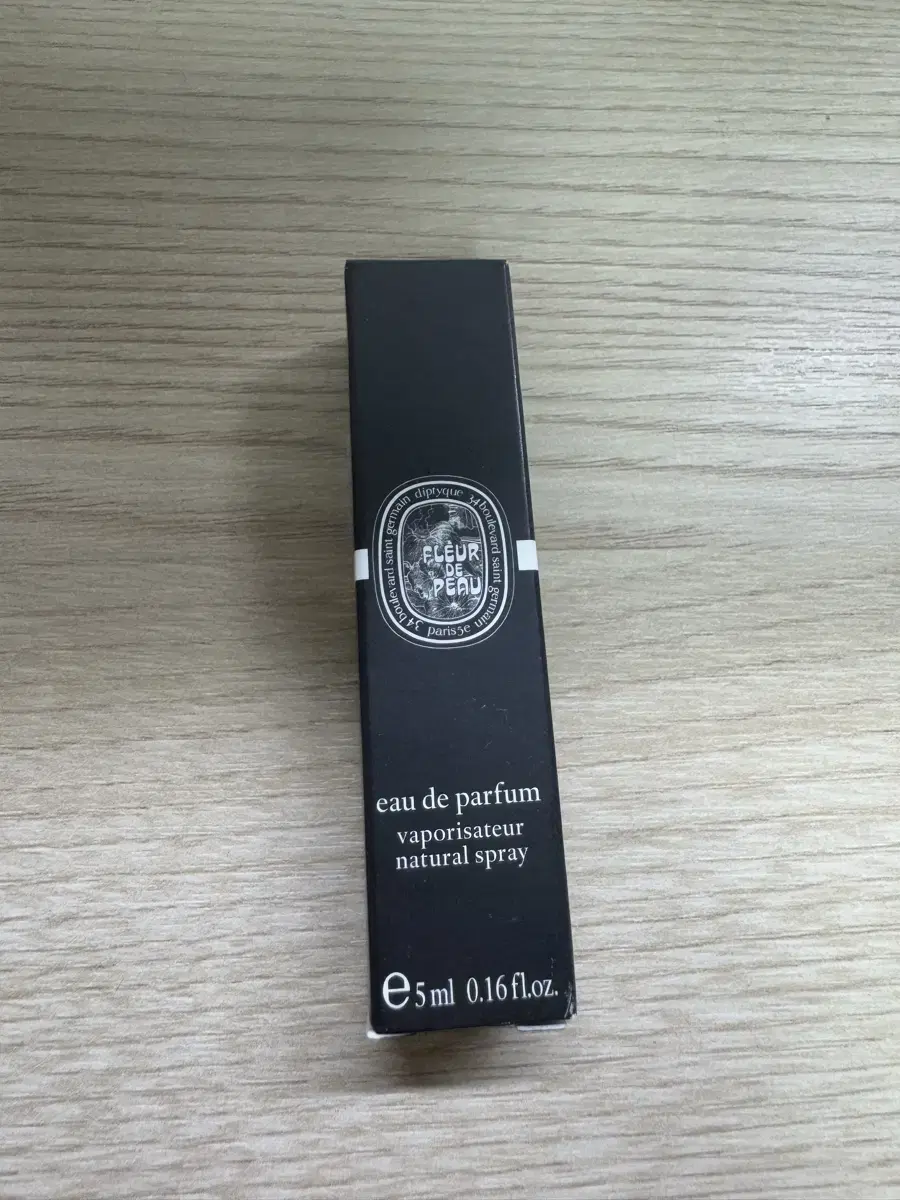 diptyque 34 boulevard saint germain paris5e 34 boulevard saint germain
FLEUR
DE
PEAU
eau de parfum
vaporisateur
natural spray
e 5 ml 0.16 fl.oz.